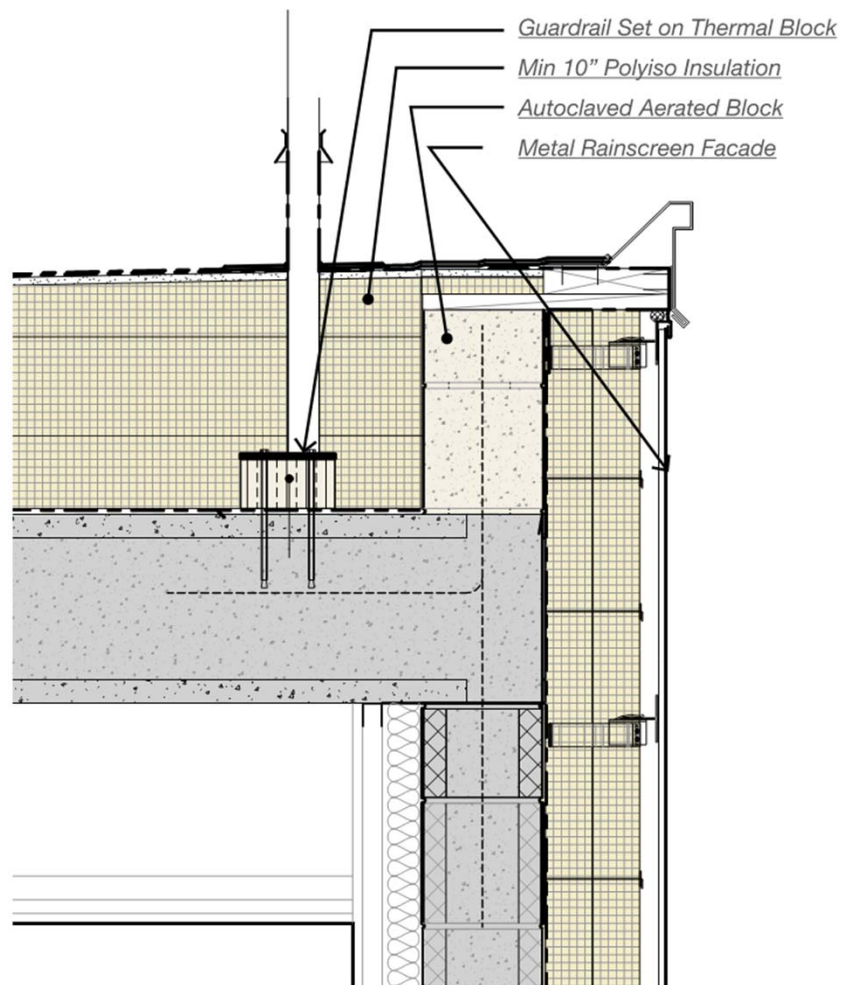 Guardrail Set on Thermal Block
Min 10” Polyiso Insulation
Autoclaved Aerated Block
Metal Rainscreen Facade